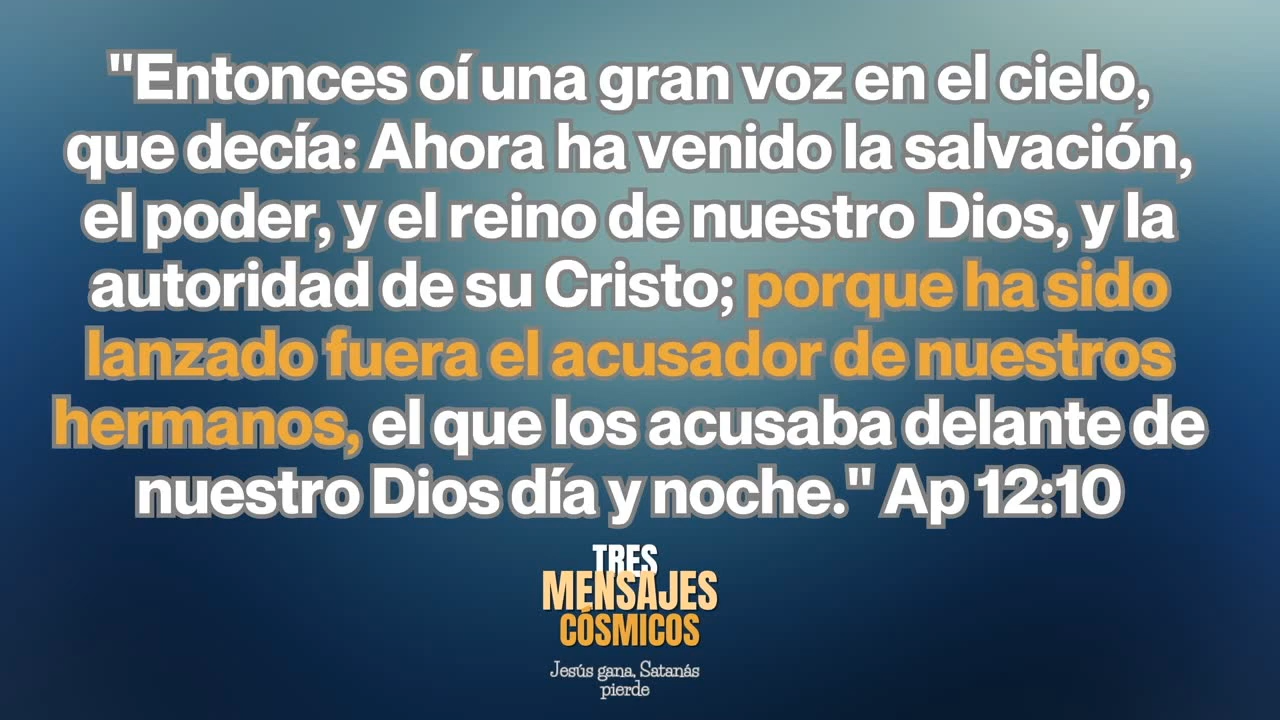 "Entonces oí una gran voz en el cielo,
que decía: Ahora ha venido la salvación,
el poder, y el reino de nuestro Dios, y la
autoridad de su Cristo; porque ha sido
lanzado fuera el acusador de nuestros
hermanos, el que los acusaba delante de
nuestro Dios día y noche." Ap 12:10
TRES
MENSAJES
CÓSMICOS
Jesús gana, Satanás
pierde